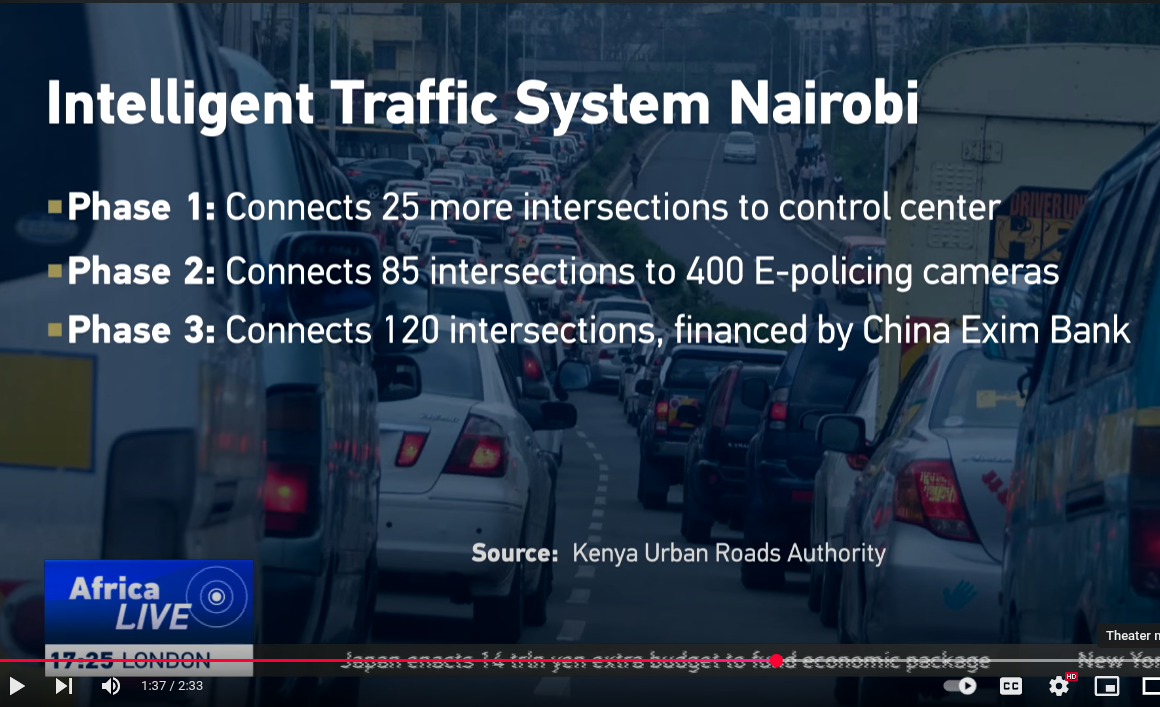 Intelligent Traffic System Nairobi
Phase 1: Connects 25 more intersections to control center
Phase 2: Connects 85 intersections to 400 E-policing cameras
Phase 3: Connects 120 intersections, financed by China Exim Bank
Source: Kenya Urban Roads Authority
Africa
LIVE
17:25 LONDON
Japan enacts 14 trln yen extra budget to fund economic package
New
Theater
1:37 / 2:33
CC
HD